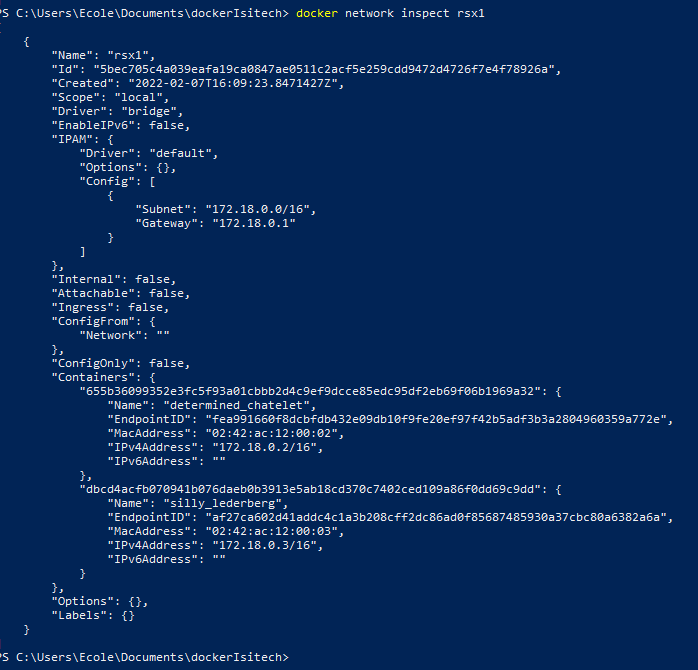 PS C:\Users\Ecole\Documents\dockerIsitech> docker network inspect rsx1
[
    {
        "Name": "rsx1",
        "Id": "5bec705c4a039eafa19ca0847ae0511c2acf5e259cdd9472d4726f7e4f78926a",
        "Created": "2022-02-07T16:09:23.8471427Z",
        "Scope": "local",
        "Driver": "bridge",
        "EnableIPv6": false,
        "IPAM": {
            "Driver": "default",
            "Options": {},
            "Config": [
                {
                    "Subnet": "172.18.0.0/16",
                    "Gateway": "172.18.0.1"
                }
            ]
        },
        "Internal": false,
        "Attachable": false,
        "Ingress": false,
        "ConfigFrom": {
            "Network": ""
        },
        "ConfigOnly": false,
        "Containers": {
            "655b36099352e3fc5f93a01cbbb2d4c9ef9dcce85edc95df2eb69f06b1969a32": {
                "Name": "determined_chatelet",
                "EndpointID": "fea991660f8dcbfdb432e09db10f9fe20ef97f42b5adf3b3a2804960359a772e",
                "MacAddress": "02:42:ac:12:00:02",
                "IPv4Address": "172.18.0.2/16",
                "IPv6Address": ""
            },
            "dbcd4acfb070941b076daeb0b3913e5ab18cd370c7402ced109a86f0dd69c9dd": {
                "Name": "silly_lederberg",
                "EndpointID": "af27ca602d41addc4c1a3b208cff2dc86ad0f85687485930a37cbc80a6382a6a",
                "MacAddress": "02:42:ac:12:00:03",
                "IPv4Address": "172.18.0.3/16",
                "IPv6Address": ""
            }
        },
        "Options": {},
        "Labels": {}
    }
]
PS C:\Users\Ecole\Documents\dockerIsitech>